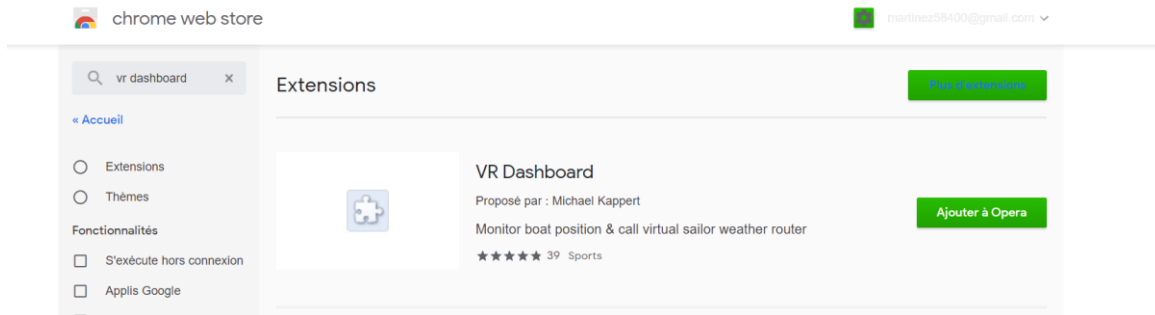 chrome web store
martinez58400@gmail.com
vr dashboard ×
Extensions
Plus d'extensions
« Accueil
Extensions
Thèmes
Fonctionnalités
S'exécute hors connexion
Applis Google
VR Dashboard
Proposé par : Michael Kappert
Monitor boat position & call virtual sailor weather router
39 Sports
Ajouter à Opera